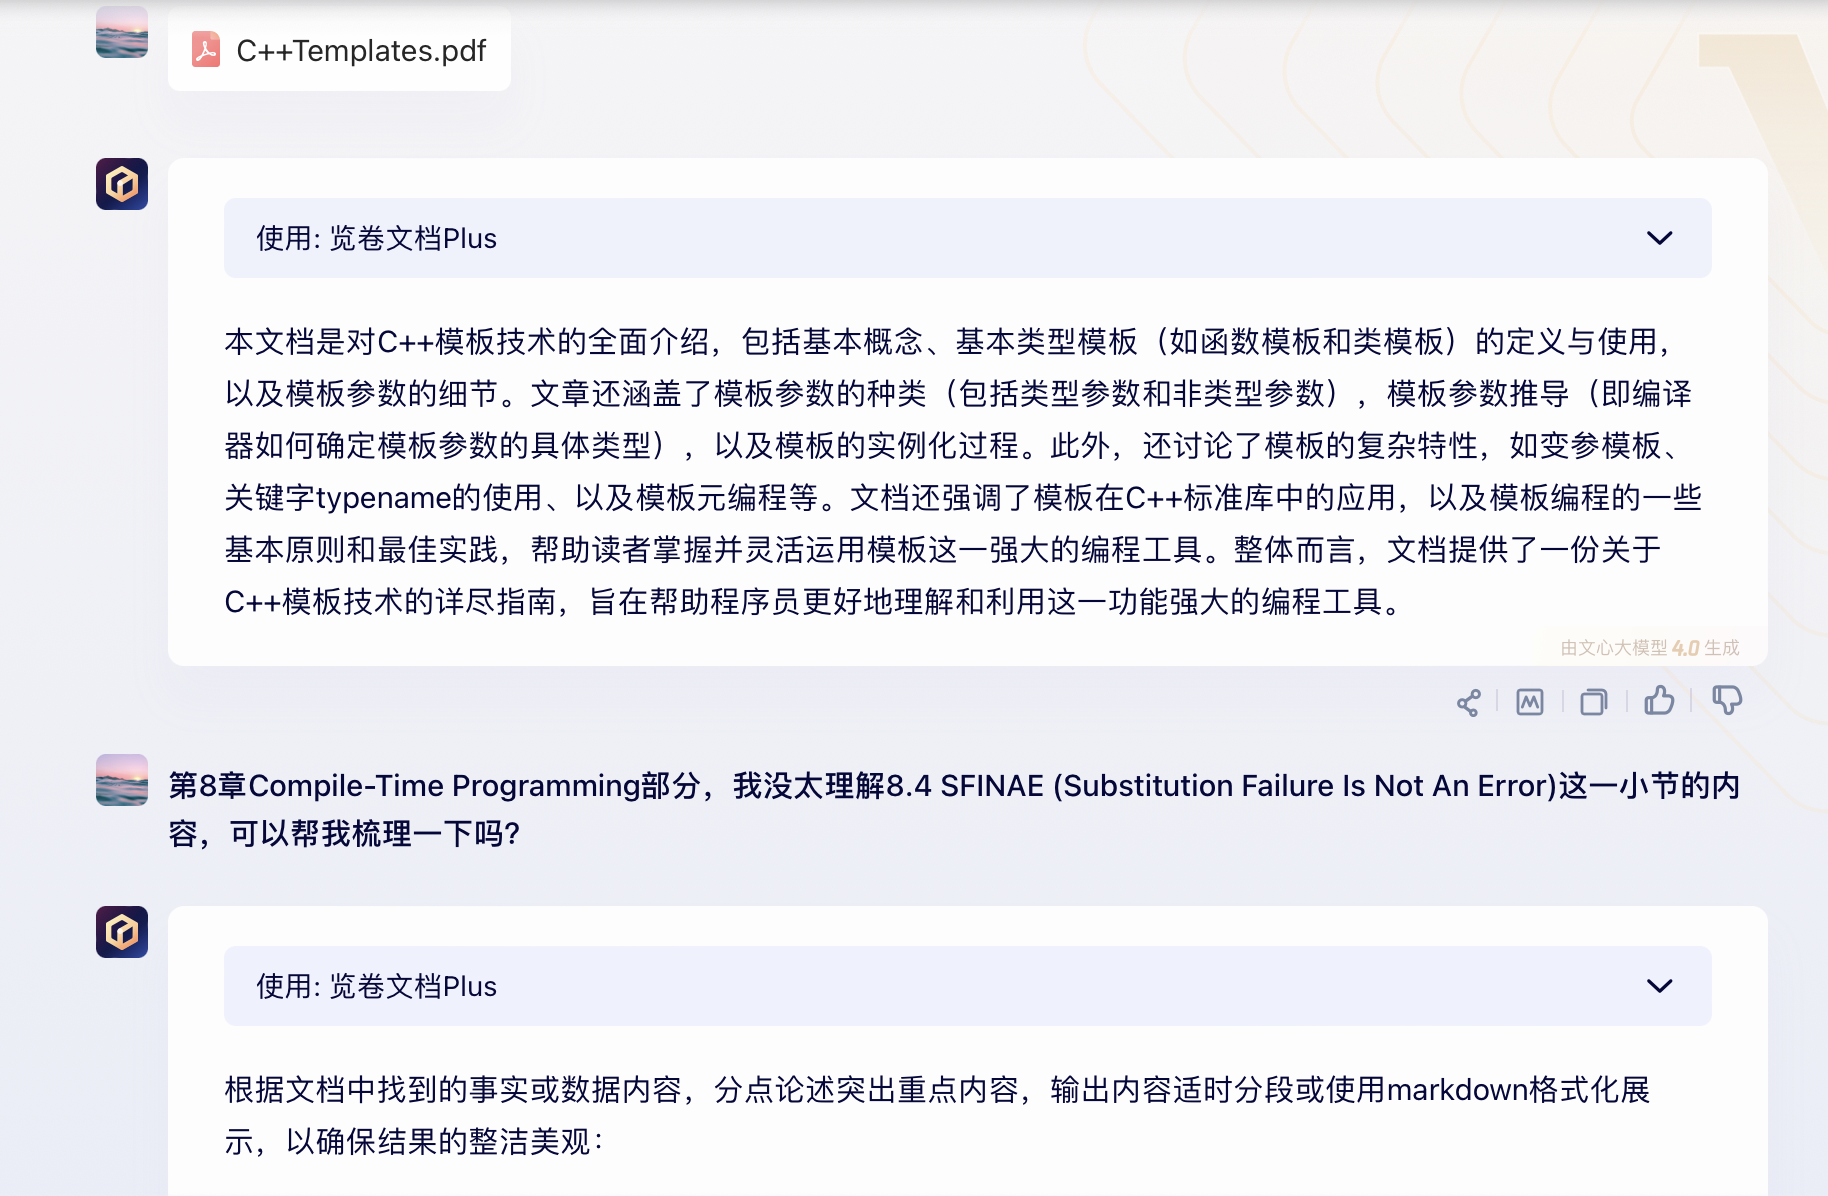 C++Templates.pdf
使用: 览卷文档Plus
本文档是对C++模板技术的全面介绍，包括基本概念、基本类型模板（如函数模板和类模板）的定义与使用，
以及模板参数的细节。文章还涵盖了模板参数的种类（包括类型参数和非类型参数），模板参数推导（即编译
器如何确定模板参数的具体类型），以及模板的实例化过程。此外，还讨论了模板的复杂特性，如变参模板、
关键字typename的使用、以及模板元编程等。文档还强调了模板在C++标准库中的应用，以及模板编程的一些
基本原则和最佳实践，帮助读者掌握并灵活运用模板这一强大的编程工具。整体而言，文档提供了一份关于
C++模板技术的详尽指南，旨在帮助程序员更好地理解和利用这一功能强大的编程工具。
由文心大模型 4.0 生成
第8章Compile-Time Programming部分，我没太理解8.4 SFINAE (Substitution Failure Is Not An Error)这一小节的内
容，可以帮我梳理一下吗?
使用: 览卷文档Plus
根据文档中找到的事实或数据内容，分点论述突出重点内容，输出内容适时分段或使用markdown格式化展
示，以确保结果的整洁美观：